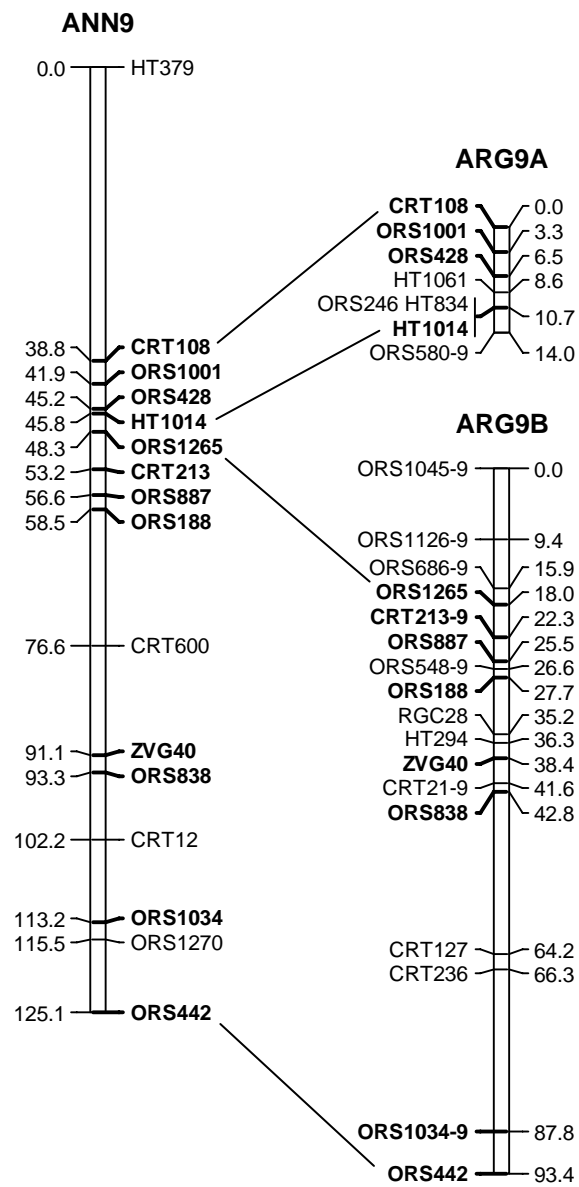 ANN9
0.0 HT379
38.8 CRT108
41.9 ORS1001
45.2 ORS428
45.8 HT1014
48.3 ORS1265
53.2 CRT213
56.6 ORS887
58.5 ORS188
76.6 CRT600
91.1 ZVG40
93.3 ORS838
102.2 CRT12
113.2 ORS1034
115.5 ORS1270
125.1 ORS442
ARG9A
CRT108 0.0
ORS1001 3.3
ORS428 6.5
HT1061 8.6
ORS246 HT834 10.7
HT1014
ORS580-9 14.0
ARG9B
ORS1045-9 0.0
ORS1126-9 9.4
ORS686-9 15.9
ORS1265 18.0
CRT213-9 22.3
ORS887 25.5
ORS548-9 26.6
ORS188 27.7
RGC28 35.2
HT294 36.3
ZVG40 38.4
CRT21-9 41.6
ORS838 42.8
CRT127 64.2
CRT236 66.3
ORS1034-9 87.8
ORS442 93.4